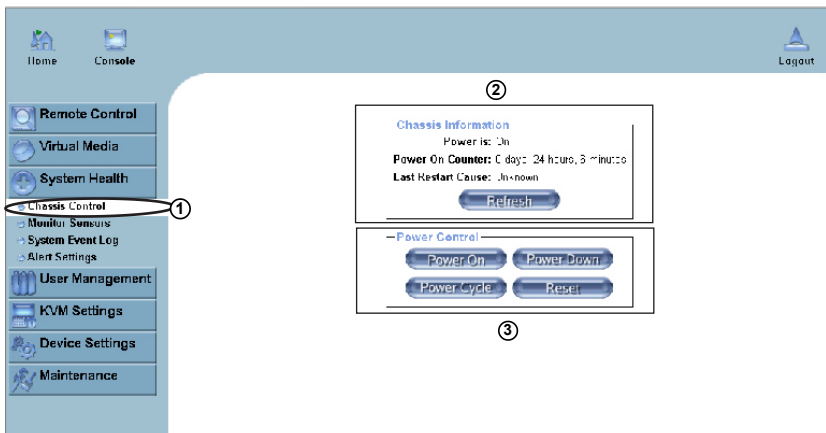 Home Console Logout
Remote Control
Virtual Media
System Health
Chassis Control
Monitor Sensors
System Event Log
Alert Settings
User Management
KVM Settings
Device Settings
Maintenance
1
2
Chassis Information
Power is: On
Power On Counter: 0 days, 24 hours, 6 minutes
Last Restart Cause: Unknown
Refresh
Power Control
Power On Power Down
Power Cycle Reset
3